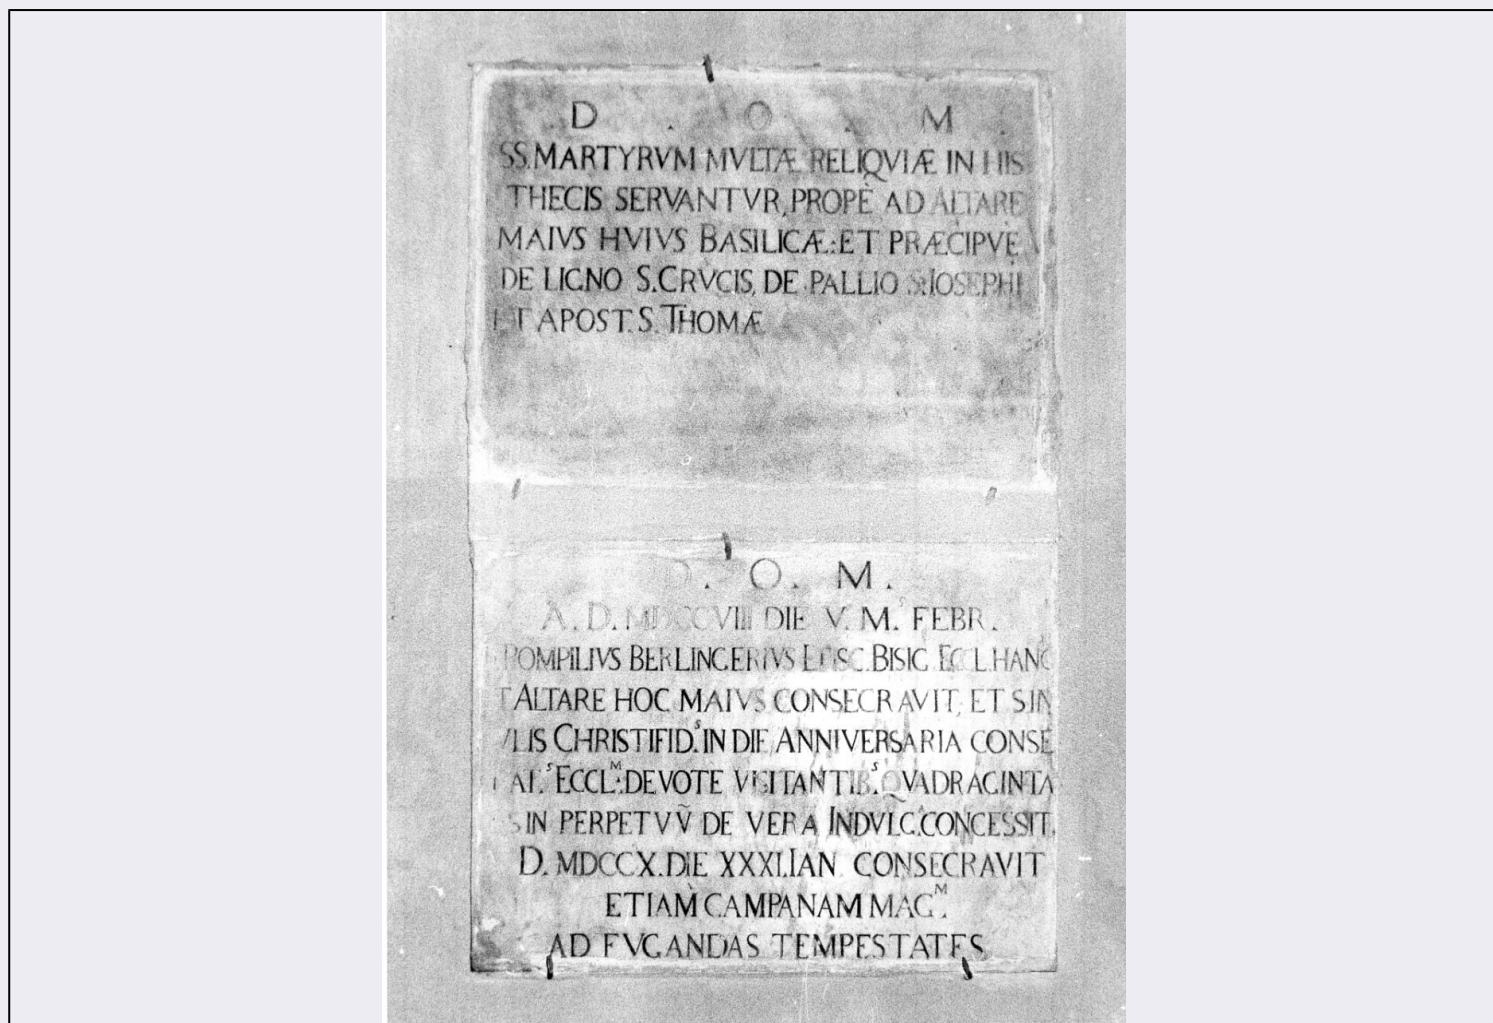 D . O . M .
SS. MARTYRVM MVLTÆ RELIQVIÆ IN HIS
THECIS SERVANTVR, PROPÈ AD ALTARE
MAIVS HVIVS BASILICÆ: ET PRÆCIPVÈ
DE LIGNO S. CRVCIS, DE PALLIO S. IOSEPHI
ET APOST. S. THOMÆ
D. O. M.
A. D. MDCCVIII DIE V. M.S FEBR.
POMPILIVS BERLINGERIVS EPISC. BISIG. ECCL. HANC
ALTARE HOC MAIVS CONSECRAVIT, ET SIN
LIS CHRISTIFID.S IN DIE ANNIVERSARIA CONSE
ECCL.M DEVOTE VISITANTIB.S QVADRAGINTA
IN PERPETVṼ DE VERA INDVLG.A CONCESSIT.
D. MDCCX. DIE XXXI. IAN. CONSECRAVIT
ETIAM CAMPANAM MAG.M
AD FVGANDAS TEMPESTATES